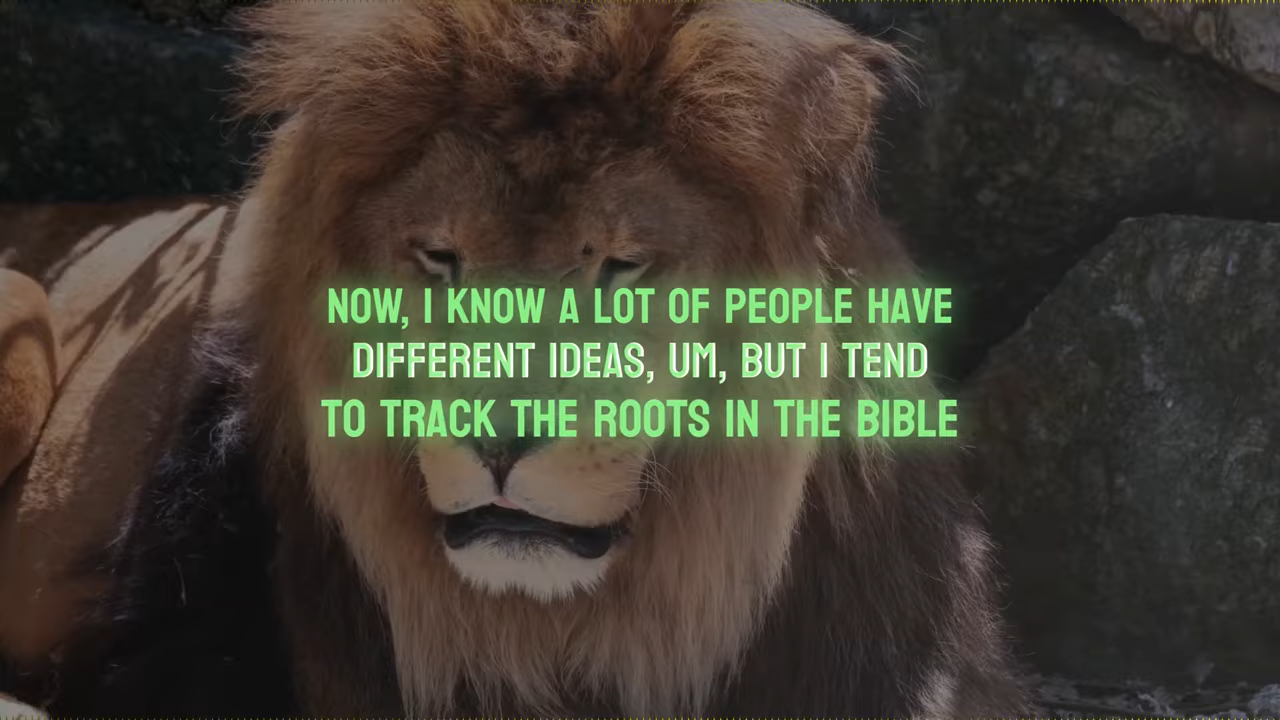 NOW, I KNOW A LOT OF PEOPLE HAVE
DIFFERENT IDEAS, UM, BUT I TEND
TO TRACK THE ROOTS IN THE BIBLE